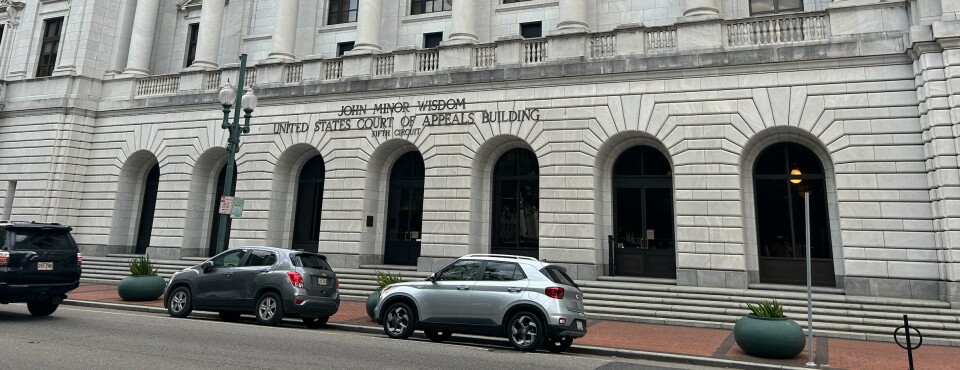 JOHN MINOR WISDOM
UNITED STATES COURT OF APPEALS BUILDING
FIFTH CIRCUIT